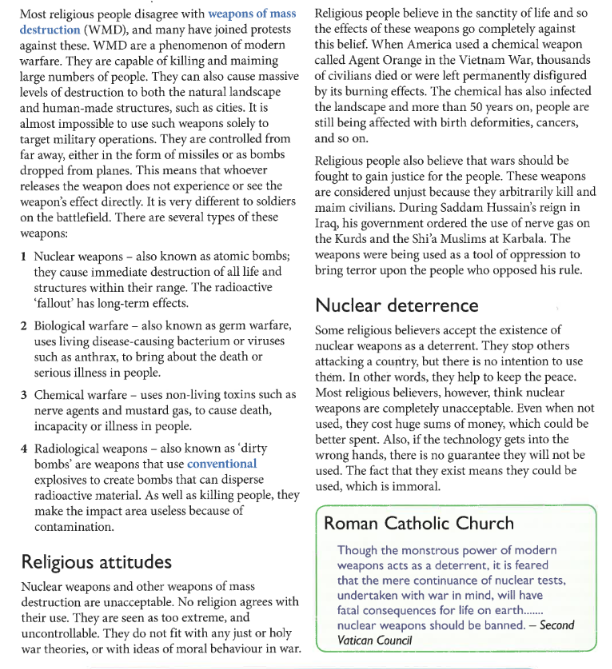 Most religious people disagree with weapons of mass
destruction (WMD), and many have joined protests
against these. WMD are a phenomenon of modern
warfare. They are capable of killing and maiming
large numbers of people. They can also cause massive
levels of destruction to both the natural landscape
and human-made structures, such as cities. It is
almost impossible to use such weapons solely to
target military operations. They are controlled from
far away, either in the form of missiles or as bombs
dropped from planes. This means that whoever
releases the weapon does not experience or see the
weapon's effect directly. It is very different to soldiers
on the battlefield. There are several types of these
weapons:
1 Nuclear weapons – also known as atomic bombs;
they cause immediate destruction of all life and
structures within their range. The radioactive
'fallout' has long-term effects.
2 Biological warfare – also known as germ warfare,
uses living disease-causing bacterium or viruses
such as anthrax, to bring about the death or
serious illness in people.
3 Chemical warfare – uses non-living toxins such as
nerve agents and mustard gas, to cause death,
incapacity or illness in people.
4 Radiological weapons – also known as 'dirty
bombs' are weapons that use conventional
explosives to create bombs that can disperse
radioactive material. As well as killing people, they
make the impact area useless because of
contamination.
Religious attitudes
Nuclear weapons and other weapons of mass
destruction are unacceptable. No religion agrees with
their use. They are seen as too extreme, and
uncontrollable. They do not fit with any just or holy
war theories, or with ideas of moral behaviour in war.
Religious people believe in the sanctity of life and so
the effects of these weapons go completely against
this belief. When America used a chemical weapon
called Agent Orange in the Vietnam War, thousands
of civilians died or were left permanently disfigured
by its burning effects. The chemical has also infected
the landscape and more than 50 years on, people are
still being affected with birth deformities, cancers,
and so on.
Religious people also believe that wars should be
fought to gain justice for the people. These weapons
are considered unjust because they arbitrarily kill and
maim civilians. During Saddam Hussain's reign in
Iraq, his government ordered the use of nerve gas on
the Kurds and the Shi'a Muslims at Karbala. The
weapons were being used as a tool of oppression to
bring terror upon the people who opposed his rule.
Nuclear deterrence
Some religious believers accept the existence of
nuclear weapons as a deterrent. They stop others
attacking a country, but there is no intention to use
them. In other words, they help to keep the peace.
Most religious believers, however, think nuclear
weapons are completely unacceptable. Even when not
used, they cost huge sums of money, which could be
better spent. Also, if the technology gets into the
wrong hands, there is no guarantee they will not be
used. The fact that they exist means they could be
used, which is immoral.
Roman Catholic Church
Though the monstrous power of modern
weapons acts as a deterrent, it is feared
that the mere continuance of nuclear tests,
undertaken with war in mind, will have
fatal consequences for life on earth.......
nuclear weapons should be banned. – Second
Vatican Council